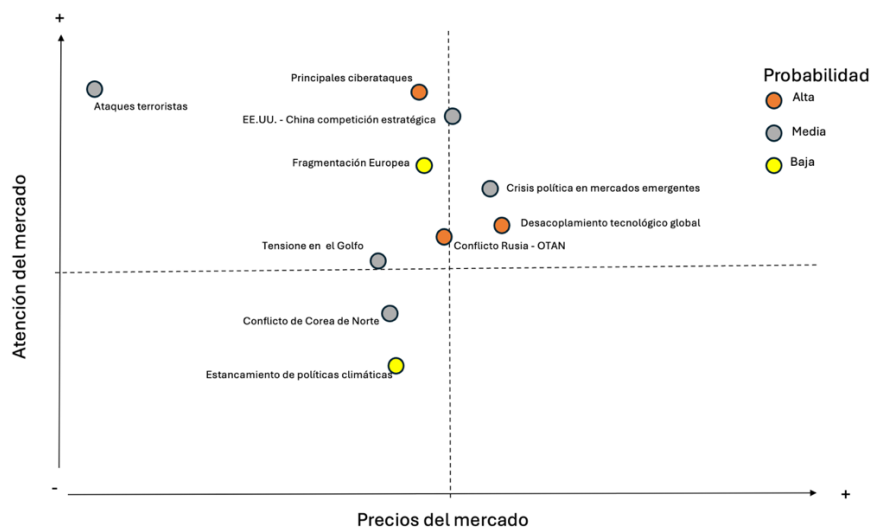 +
Principales ciberataques
Probabilidad
Alta
Ataques terroristas
EE.UU. - China competición estratégica
Media
Fragmentación Europea
Baja
Crisis política en mercados emergentes
Desacoplamiento tecnológico global
Tensione en el Golfo
Conflicto Rusia - OTAN
Conflicto de Corea de Norte
Estancamiento de políticas climáticas
Atención del mercado
-
+
Precios del mercado